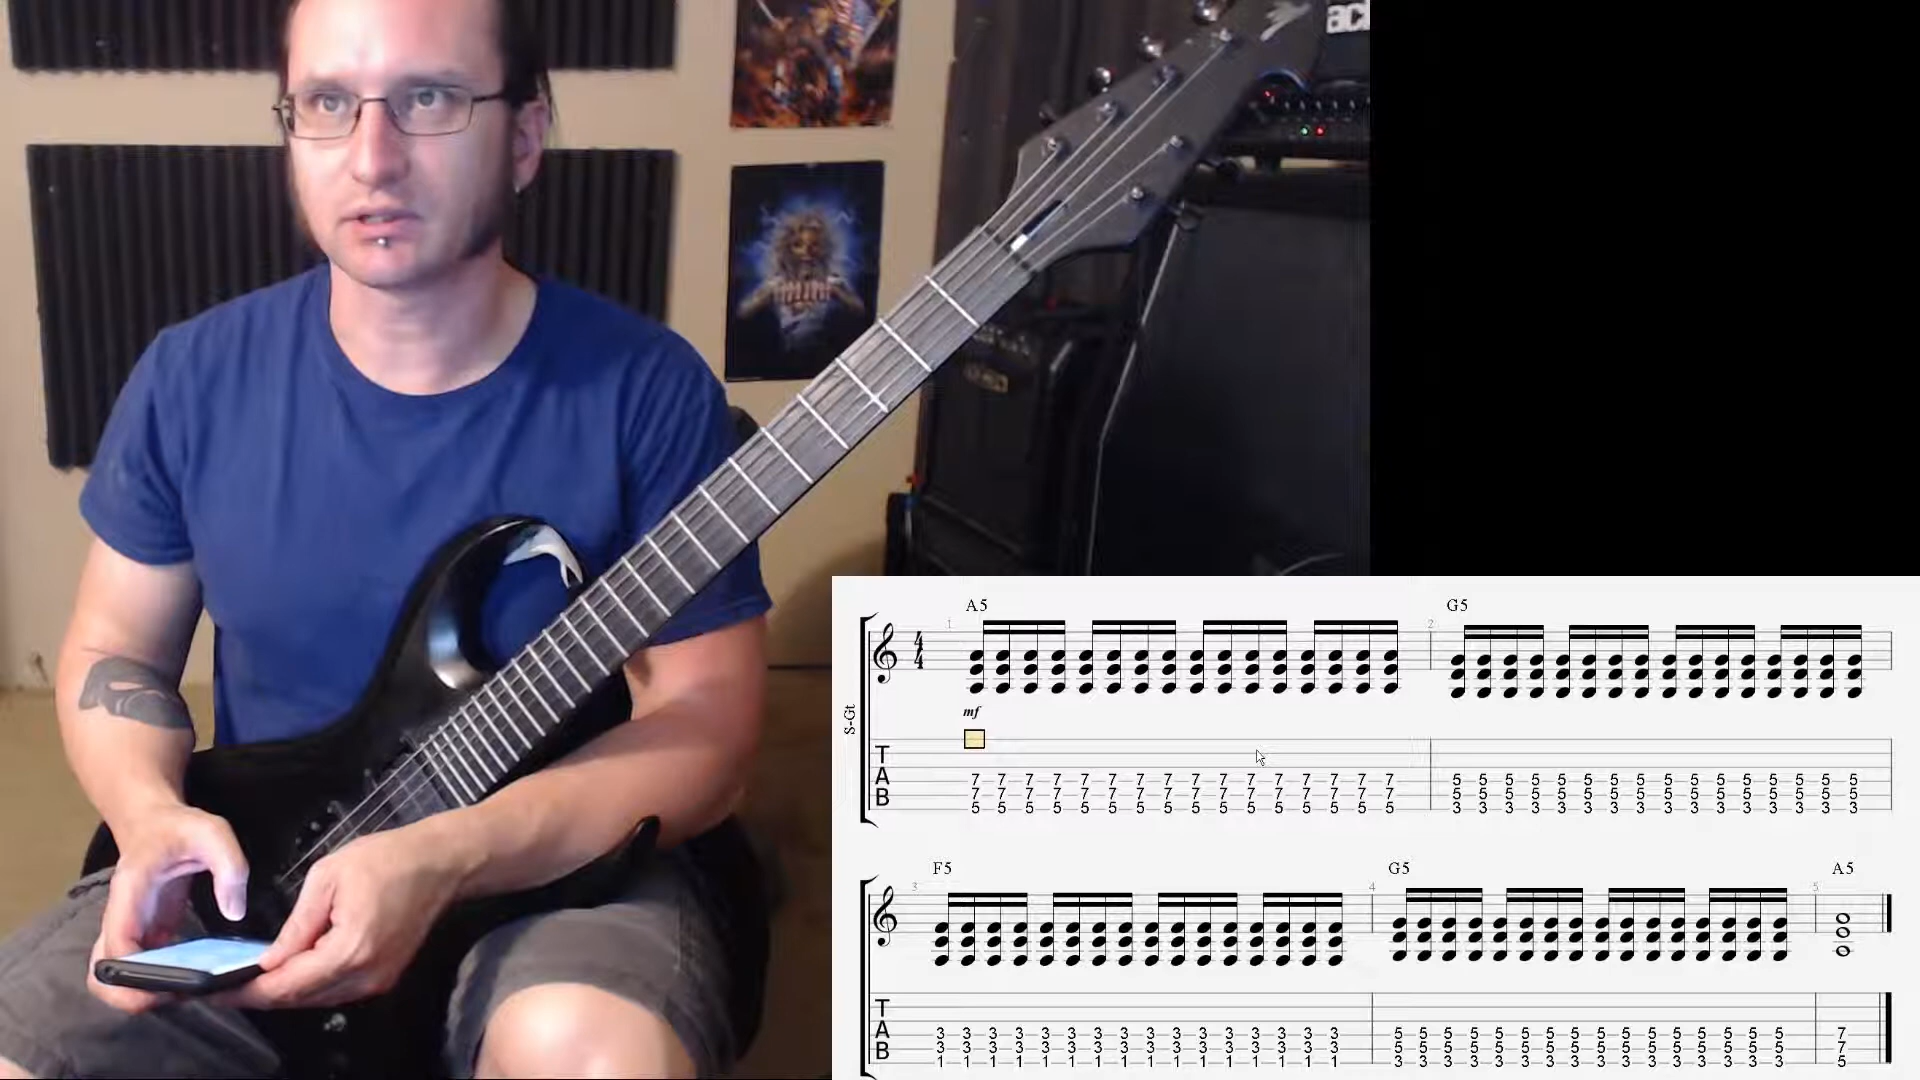 ac
A5 G5
1 2
4
4
S-Gt
mf
T
A 7 7 7 7 7 7 7 7 7 7 7 7 7 7 7 7 5 5 5 5 5 5 5 5 5 5 5 5 5 5 5 5
B 7 7 7 7 7 7 7 7 7 7 7 7 7 7 7 7 5 5 5 5 5 5 5 5 5 5 5 5 5 5 5 5
5 5 5 5 5 5 5 5 5 5 5 5 5 5 5 5 3 3 3 3 3 3 3 3 3 3 3 3 3 3 3 3
F5 G5 A5
3 4 5
T
A 3 3 3 3 3 3 3 3 3 3 3 3 3 3 3 3 5 5 5 5 5 5 5 5 5 5 5 5 5 5 5 5 7
B 3 3 3 3 3 3 3 3 3 3 3 3 3 3 3 3 5 5 5 5 5 5 5 5 5 5 5 5 5 5 5 5 7
1 1 1 1 1 1 1 1 1 1 1 1 1 1 1 1 3 3 3 3 3 3 3 3 3 3 3 3 3 3 3 3 5